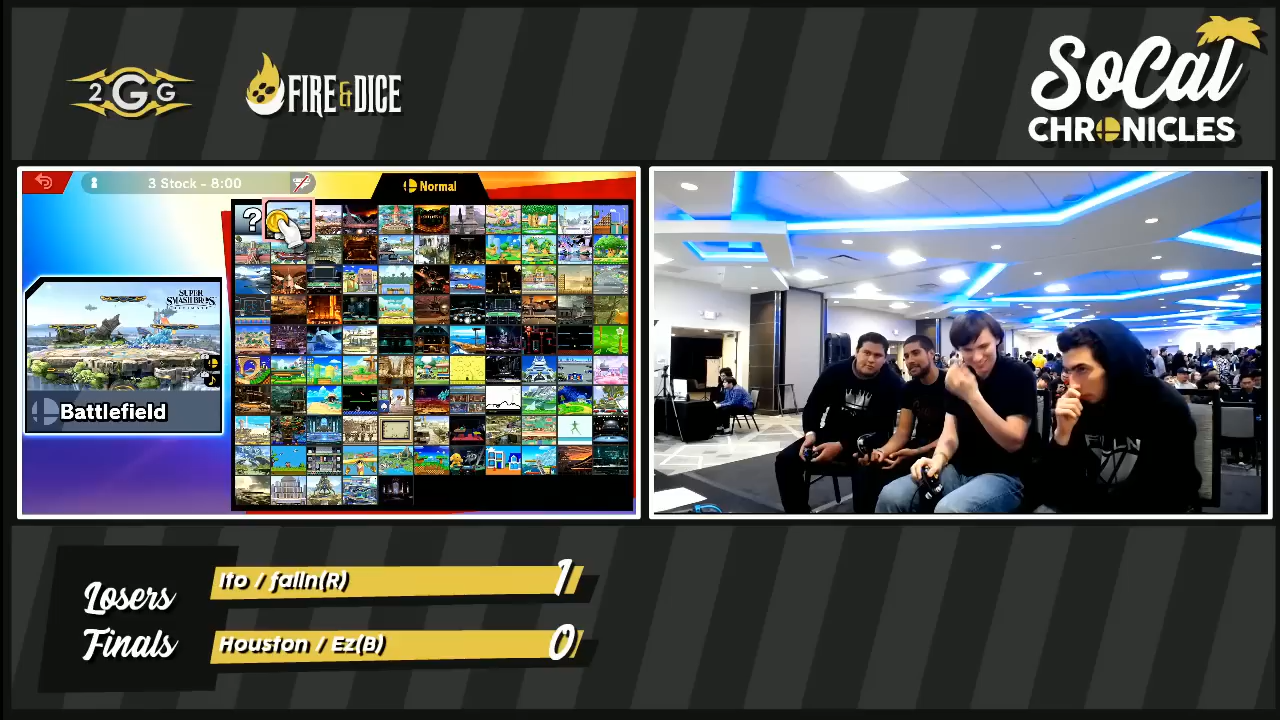 2GG
FIRE & DICE
SoCal
CHRONICLES
3 Stock - 8:00
Normal
?
SUPER
SMASH BROS.
ULTIMATE
Battlefield
Losers
Finals
Ito / falln(R)
1
Houston / Ez(B)
0